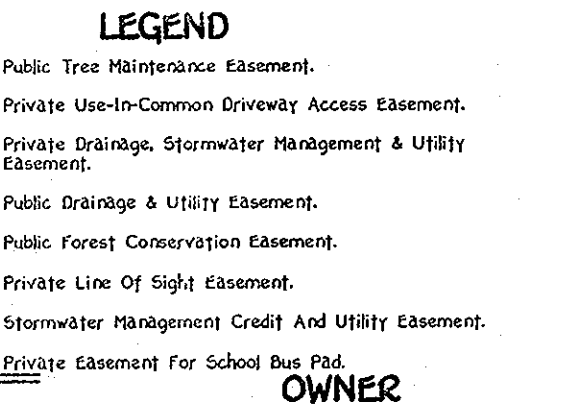 LEGEND
Public Tree Maintenance Easement.
Private Use-In-Common Driveway Access Easement.
Private Drainage, Stormwater Management & Utility
Easement.
Public Drainage & Utility Easement.
Public Forest Conservation Easement.
Private Line Of Sight Easement.
Stormwater Management Credit And Utility Easement.
Private Easement For School Bus Pad.
OWNER